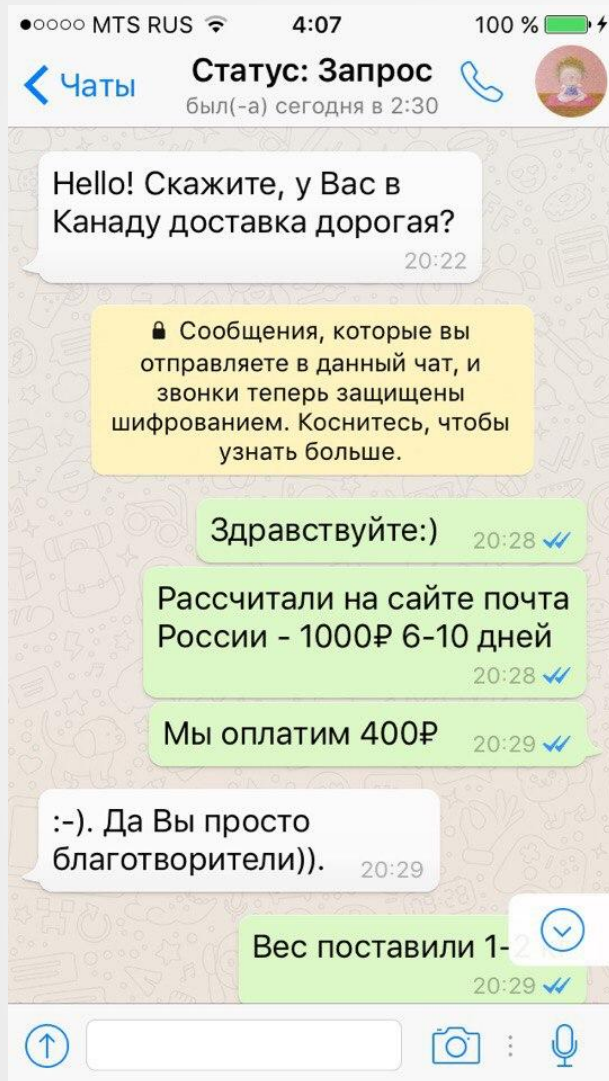 MTS RUS 4:07 100 %
Чаты
Статус: Запрос
был(-а) сегодня в 2:30
Hello! Скажите, у Вас в
Канаду доставка дорогая?
20:22
Сообщения, которые вы
отправляете в данный чат, и
звонки теперь защищены
шифрованием. Коснитесь, чтобы
узнать больше.
Здравствуйте:) 20:28
Рассчитали на сайте почта
России - 1000₽ 6-10 дней
20:28
Мы оплатим 400₽ 20:29
:-). Да Вы просто
благотворители)). 20:29
Вес поставили 1-
20:29